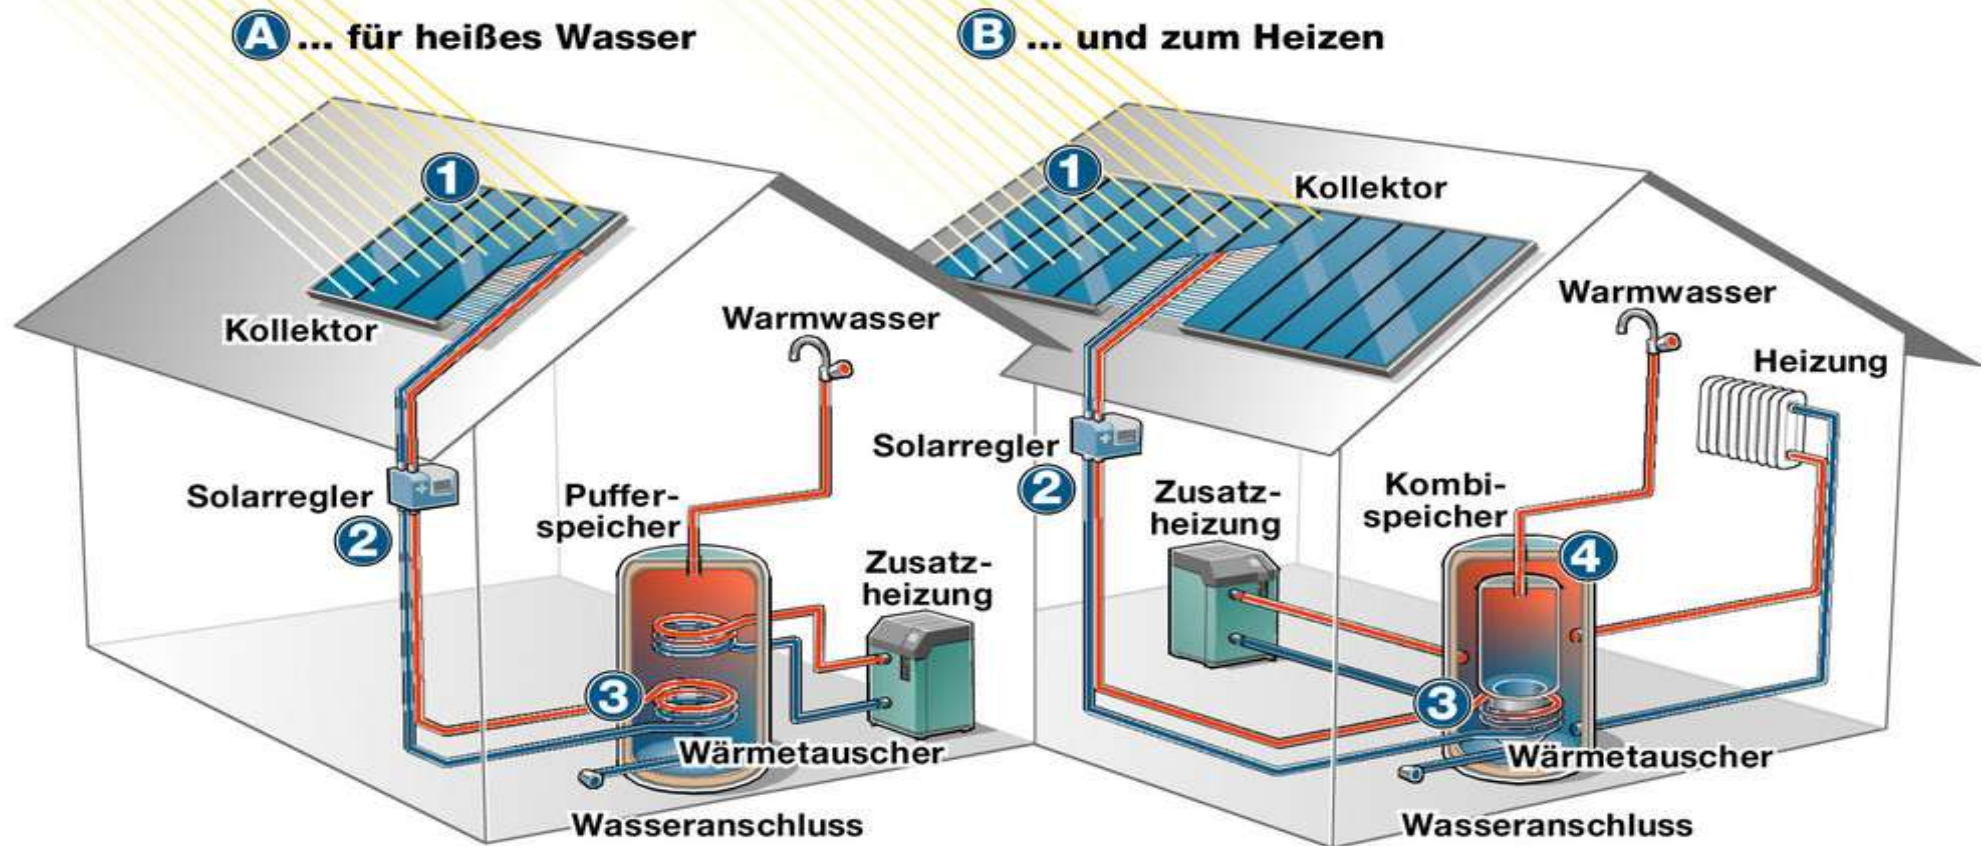 A ... für heißes Wasser
1
Kollektor
Solarregler
2
Warmwasser
Puffer-
speicher
Zusatz-
heizung
3
Wärmetauscher
Wasseranschluss
B ... und zum Heizen
1
Kollektor
Solarregler
2
Warmwasser
Heizung
Zusatz-
heizung
Kombi-
speicher
4
3
Wärmetauscher
Wasseranschluss